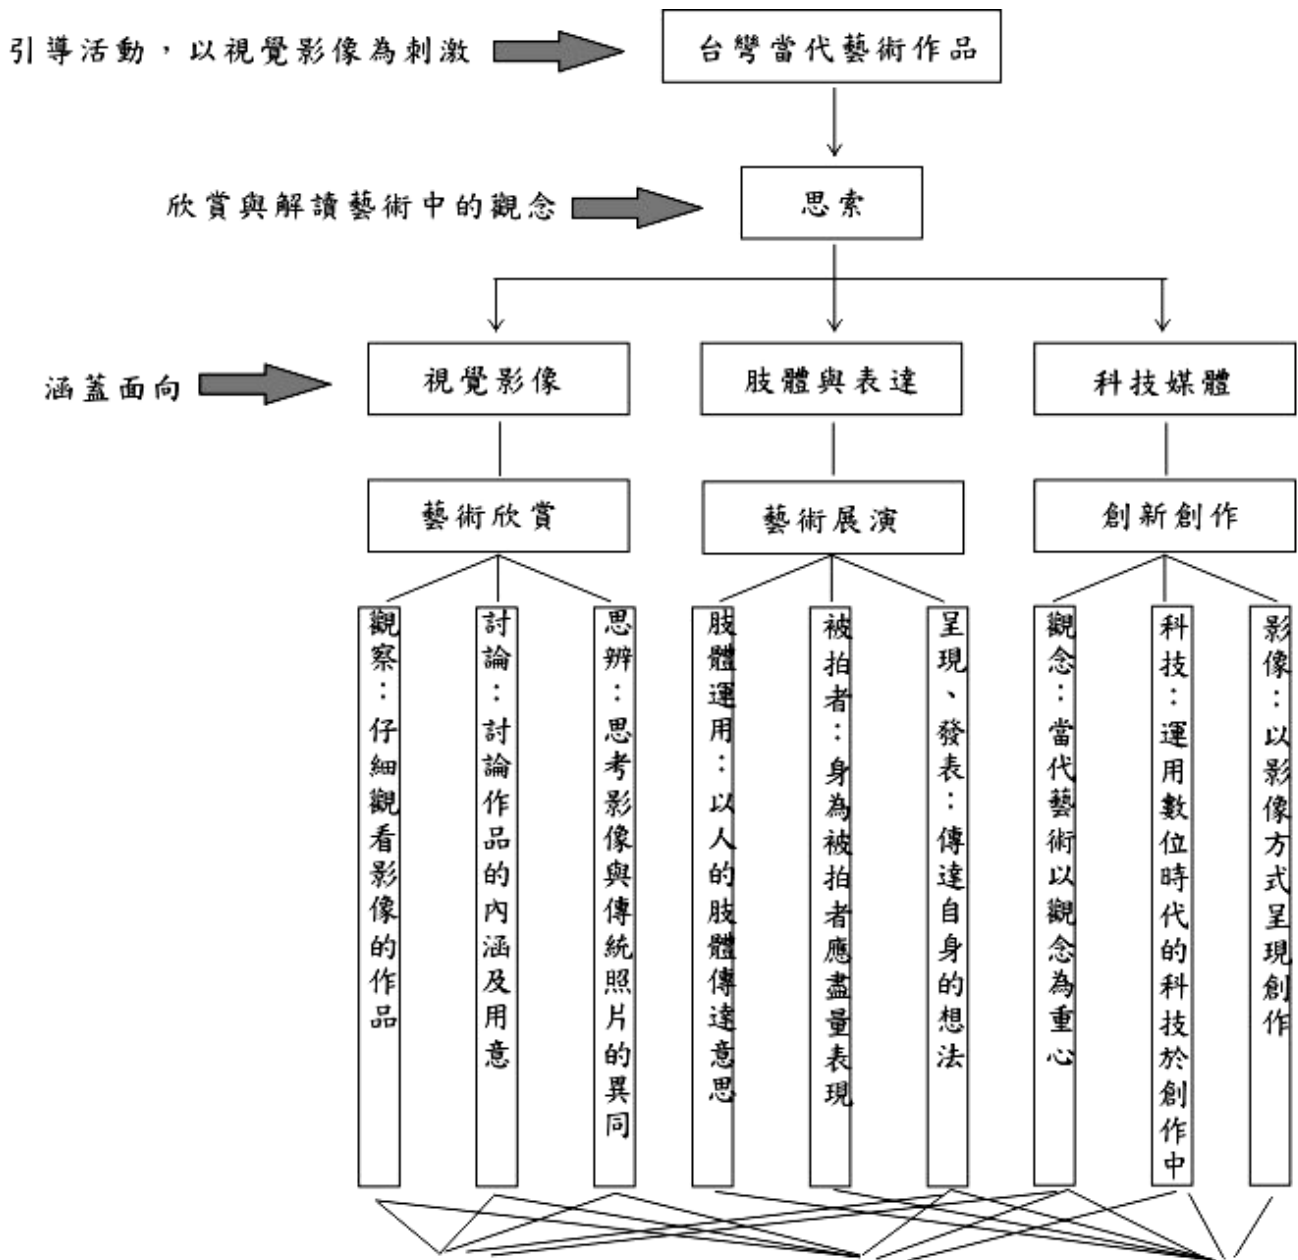 引導活動，以視覺影像為刺激
台灣當代藝術作品
欣賞與解讀藝術中的觀念
思索
涵蓋面向
視覺影像
肢體與表達
科技媒體
藝術欣賞
藝術展演
創新創作
觀察：仔細觀看影像的作品
討論：討論作品的內涵及用意
思辨：思考影像與傳統照片的異同
肢體運用：以人的肢體傳達意思
被拍者：身為被拍者應盡量表現
呈現、發表：傳達自身的想法
觀念：當代藝術以觀念為重心
科技：運用數位時代的科技於創作中
影像：以影像方式呈現創作